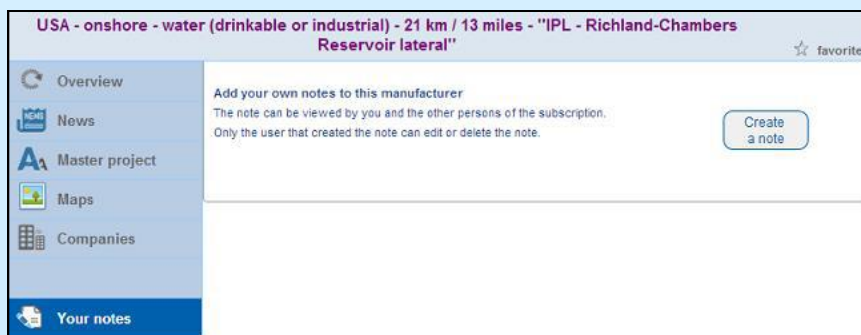 USA - onshore - water (drinkable or industrial) - 21 km / 13 miles - "IPL - Richland-Chambers
Reservoir lateral"
favorite
Overview
NEWS
News
Master project
Maps
Companies
Your notes
Add your own notes to this manufacturer
The note can be viewed by you and the other persons of the subscription.
Only the user that created the note can edit or delete the note.
Create
a note